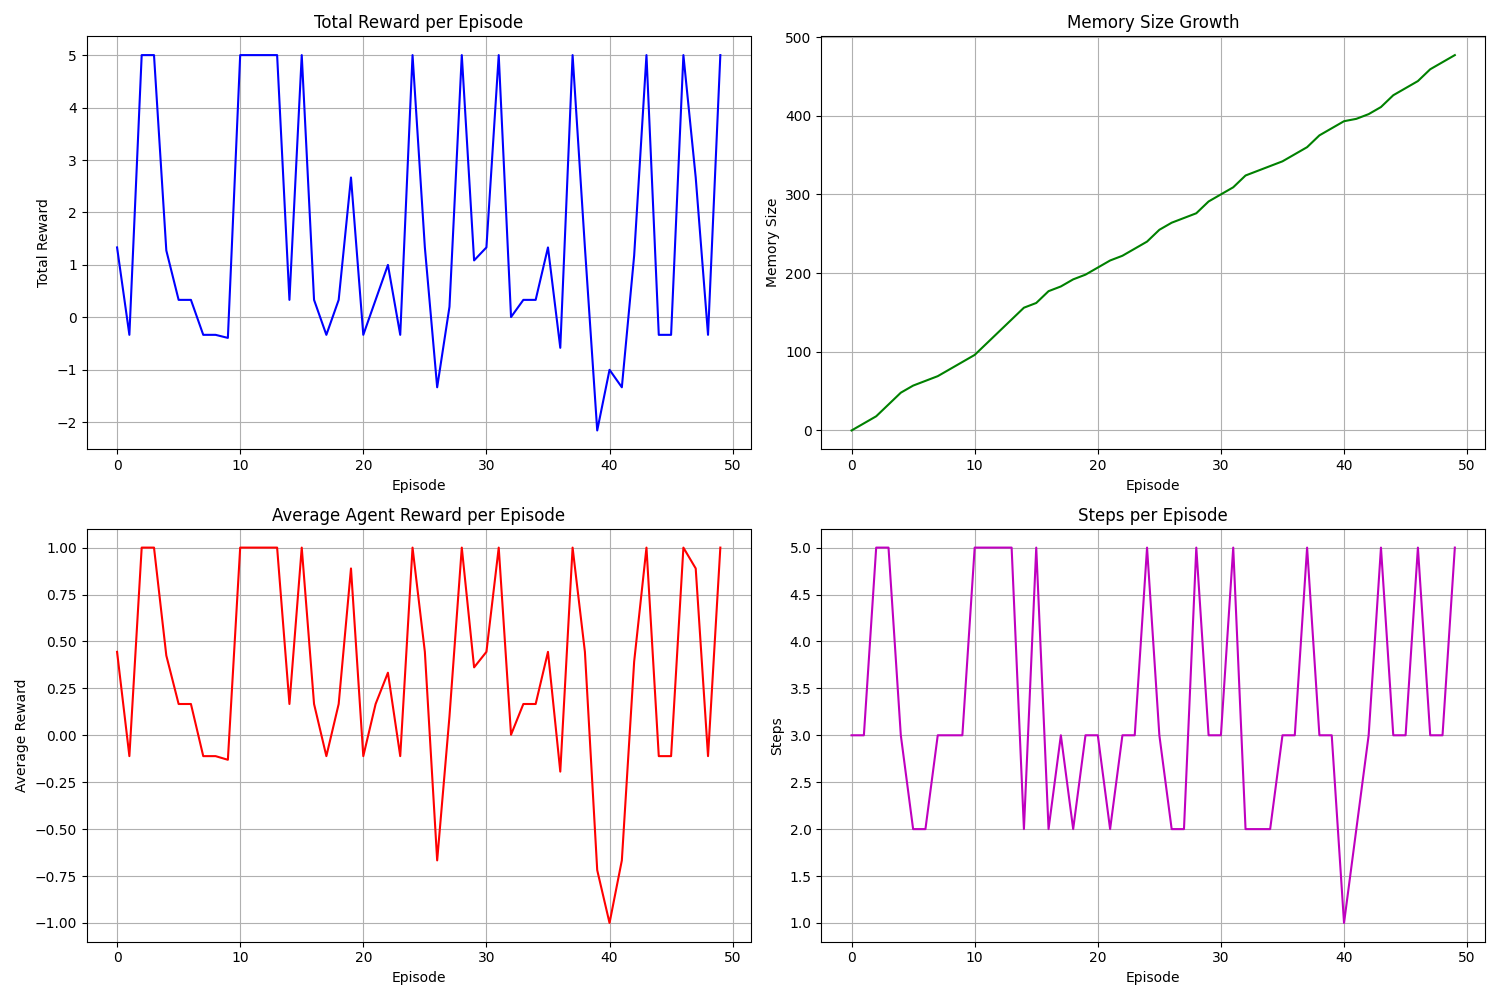 Total Reward per Episode
Total Reward
5
4
3
2
1
0
−1
−2
0 10 20 30 40 50
Episode
Memory Size Growth
Memory Size
500
400
300
200
100
0
0 10 20 30 40 50
Episode
Average Agent Reward per Episode
Average Reward
1.00
0.75
0.50
0.25
0.00
−0.25
−0.50
−0.75
−1.00
0 10 20 30 40 50
Episode
Steps per Episode
Steps
5.0
4.5
4.0
3.5
3.0
2.5
2.0
1.5
1.0
0 10 20 30 40 50
Episode